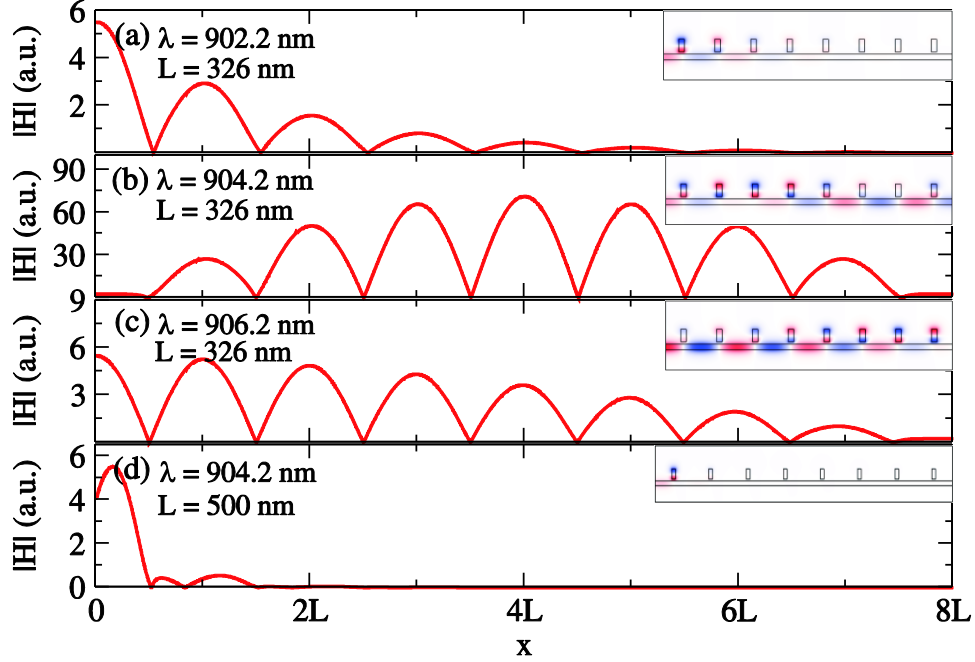 6
(a) λ = 902.2 nm
4
L = 326 nm
2
|H| (a.u.)
90
(b) λ = 904.2 nm
60
L = 326 nm
30
|H| (a.u.)
9
9
(c) λ = 906.2 nm
6
L = 326 nm
3
|H| (a.u.)
6
(d) λ = 904.2 nm
4
L = 500 nm
2
|H| (a.u.)
0
0 2L 4L 6L 8L
x